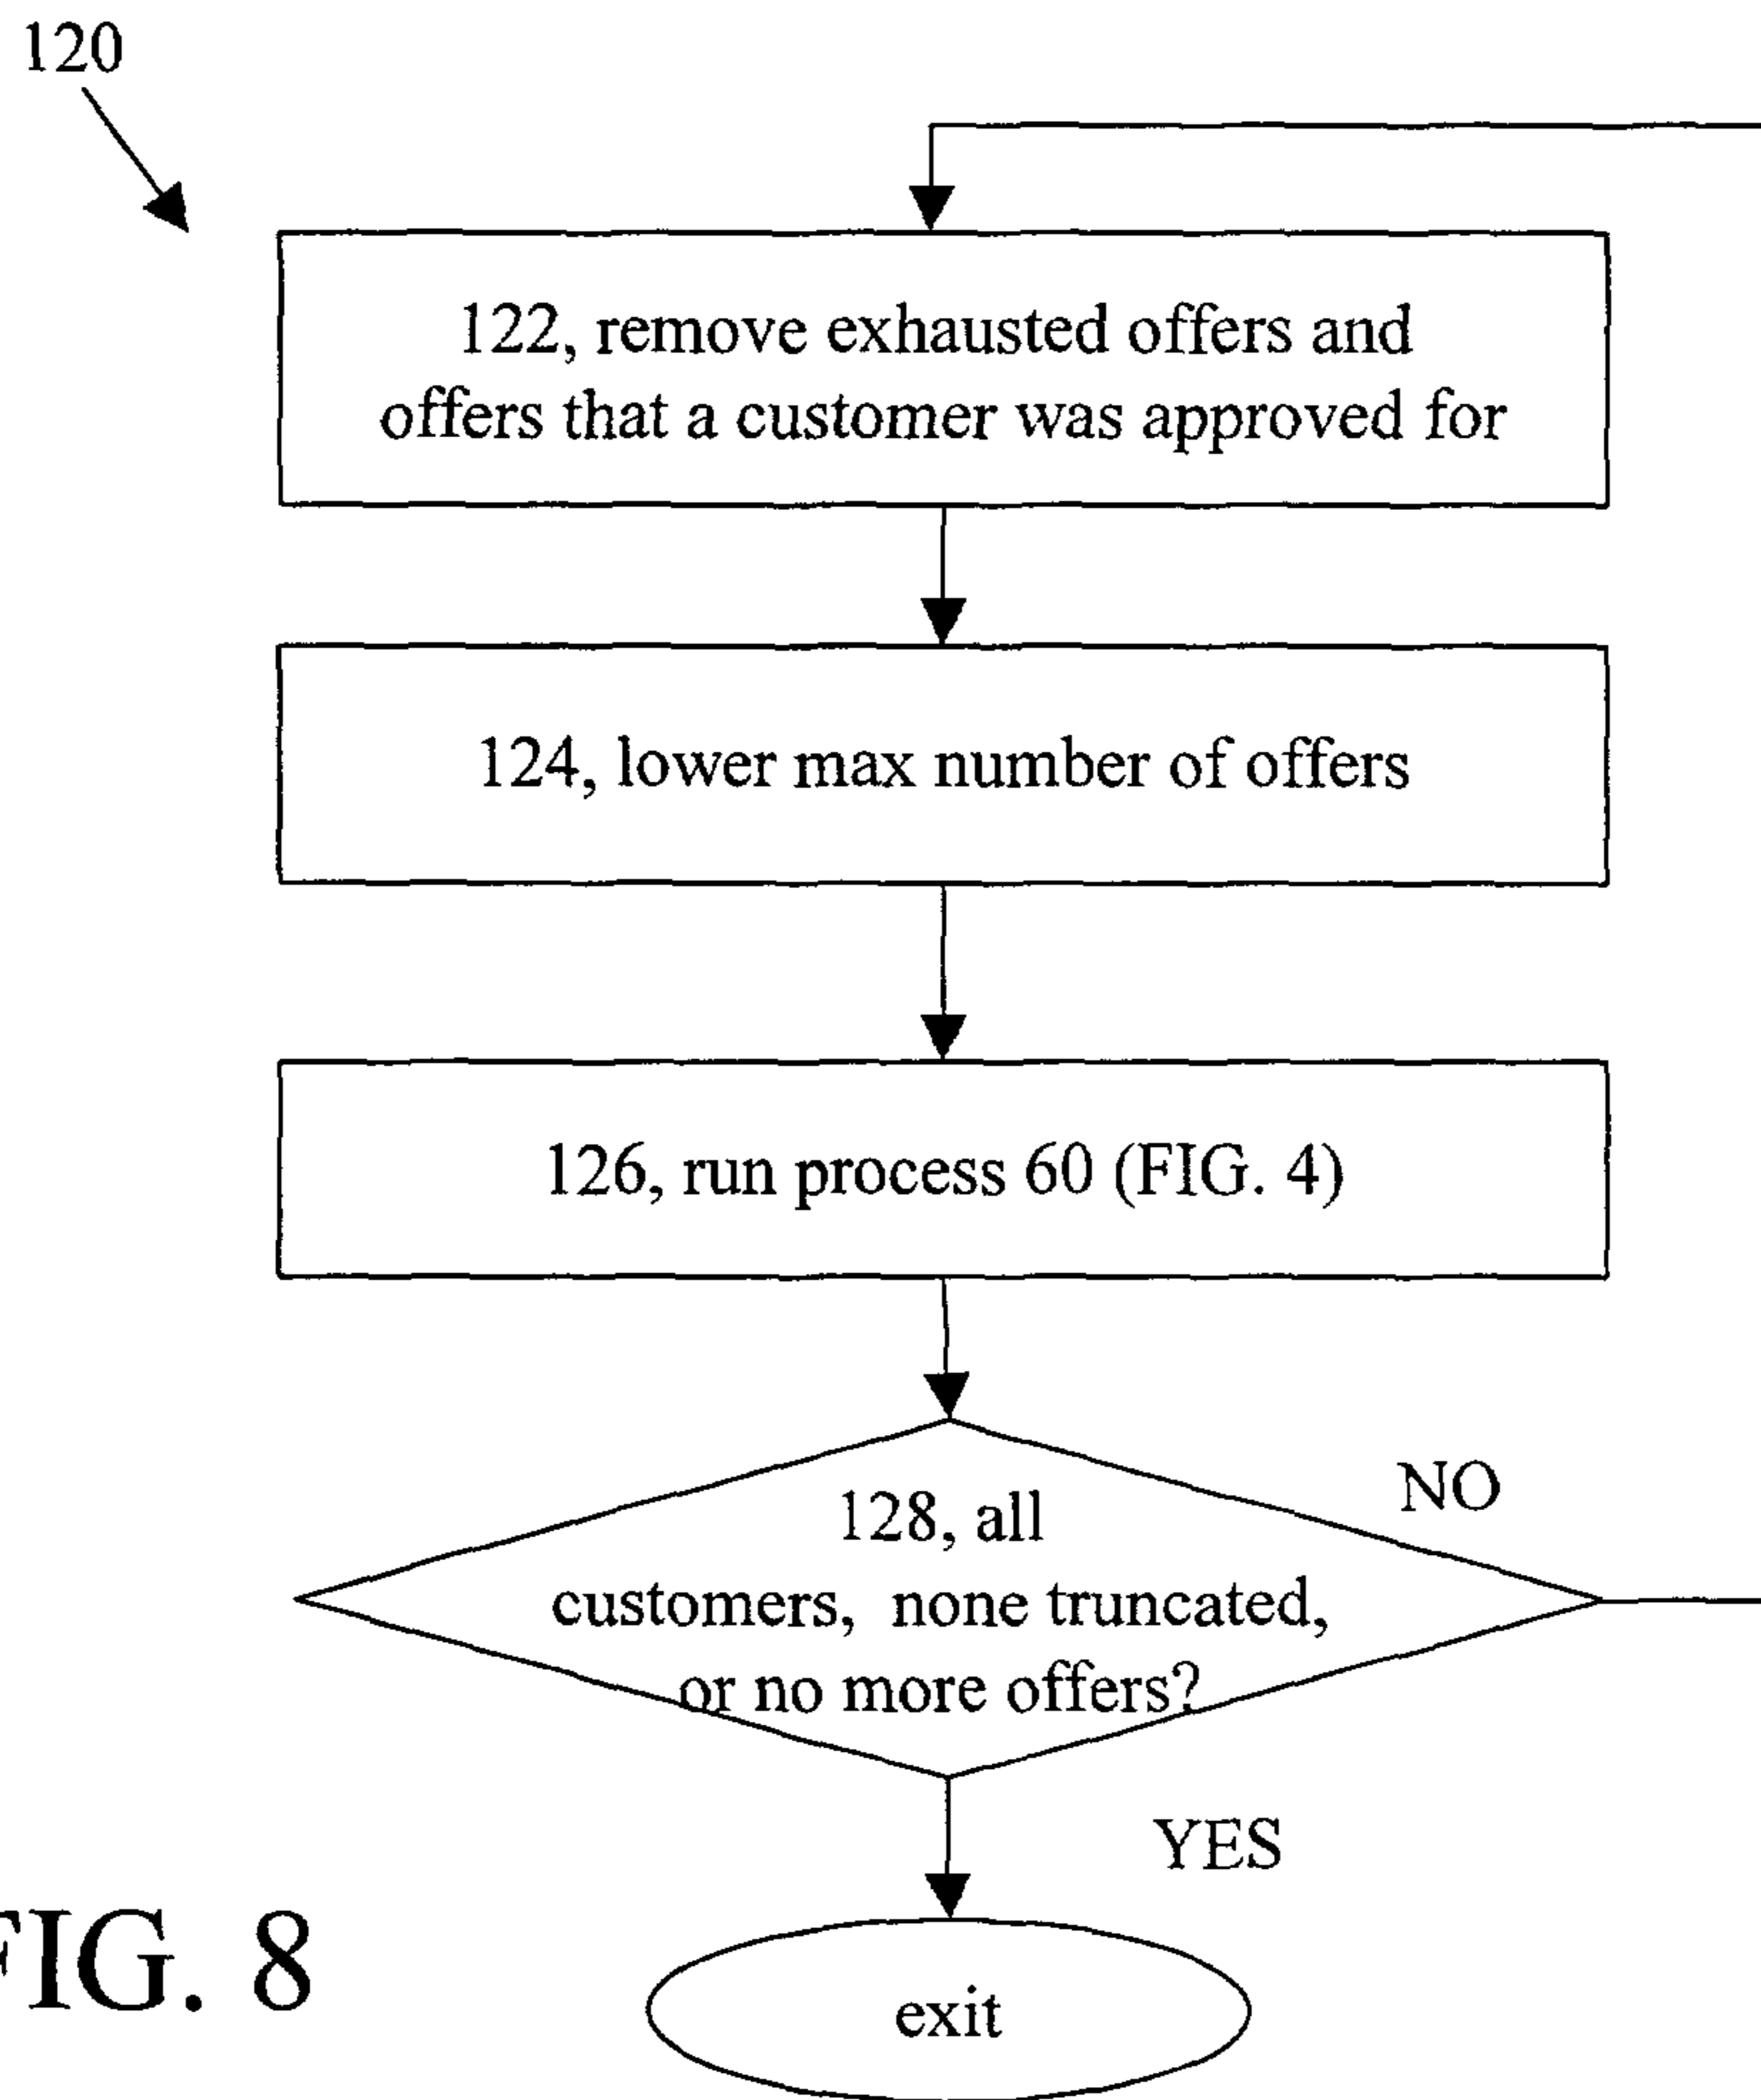 120
122, remove exhausted offers and
offers that a customer was approved for
124, lower max number of offers
126, run process 60 (FIG. 4)
128, all
customers, none truncated,
or no more offers?
NO
YES
exit
FIG. 8